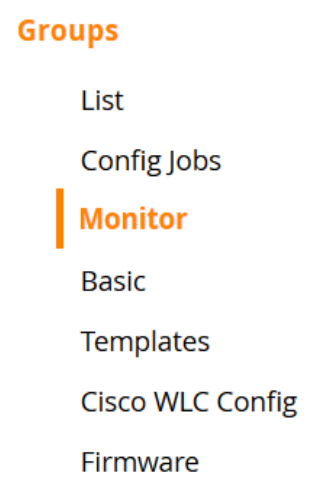 Groups
List
Config Jobs
Monitor
Basic
Templates
Cisco WLC Config
Firmware